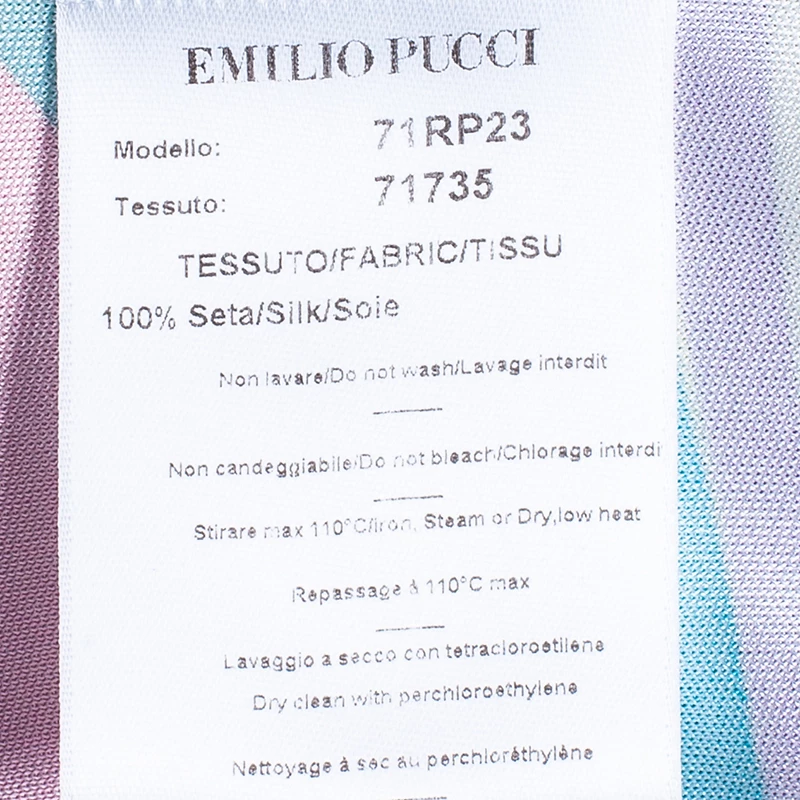 EMILIO PUCCI
Modello: 71RP23
Tessuto: 71735
TESSUTO/FABRIC/TISSU
100% Seta/Silk/Soie
Non lavare/Do not wash/Lavage interdit
Non candeggiabile/Do not bleach/Chlorage interdi
Stirare max 110°C/iron, Steam or Dry,low heat
Repassage à 110°C max
Lavaggio a secco con tetracloroetilene
Dry clean with perchloroethylene
Nettoyage à sec au perchloréthylène